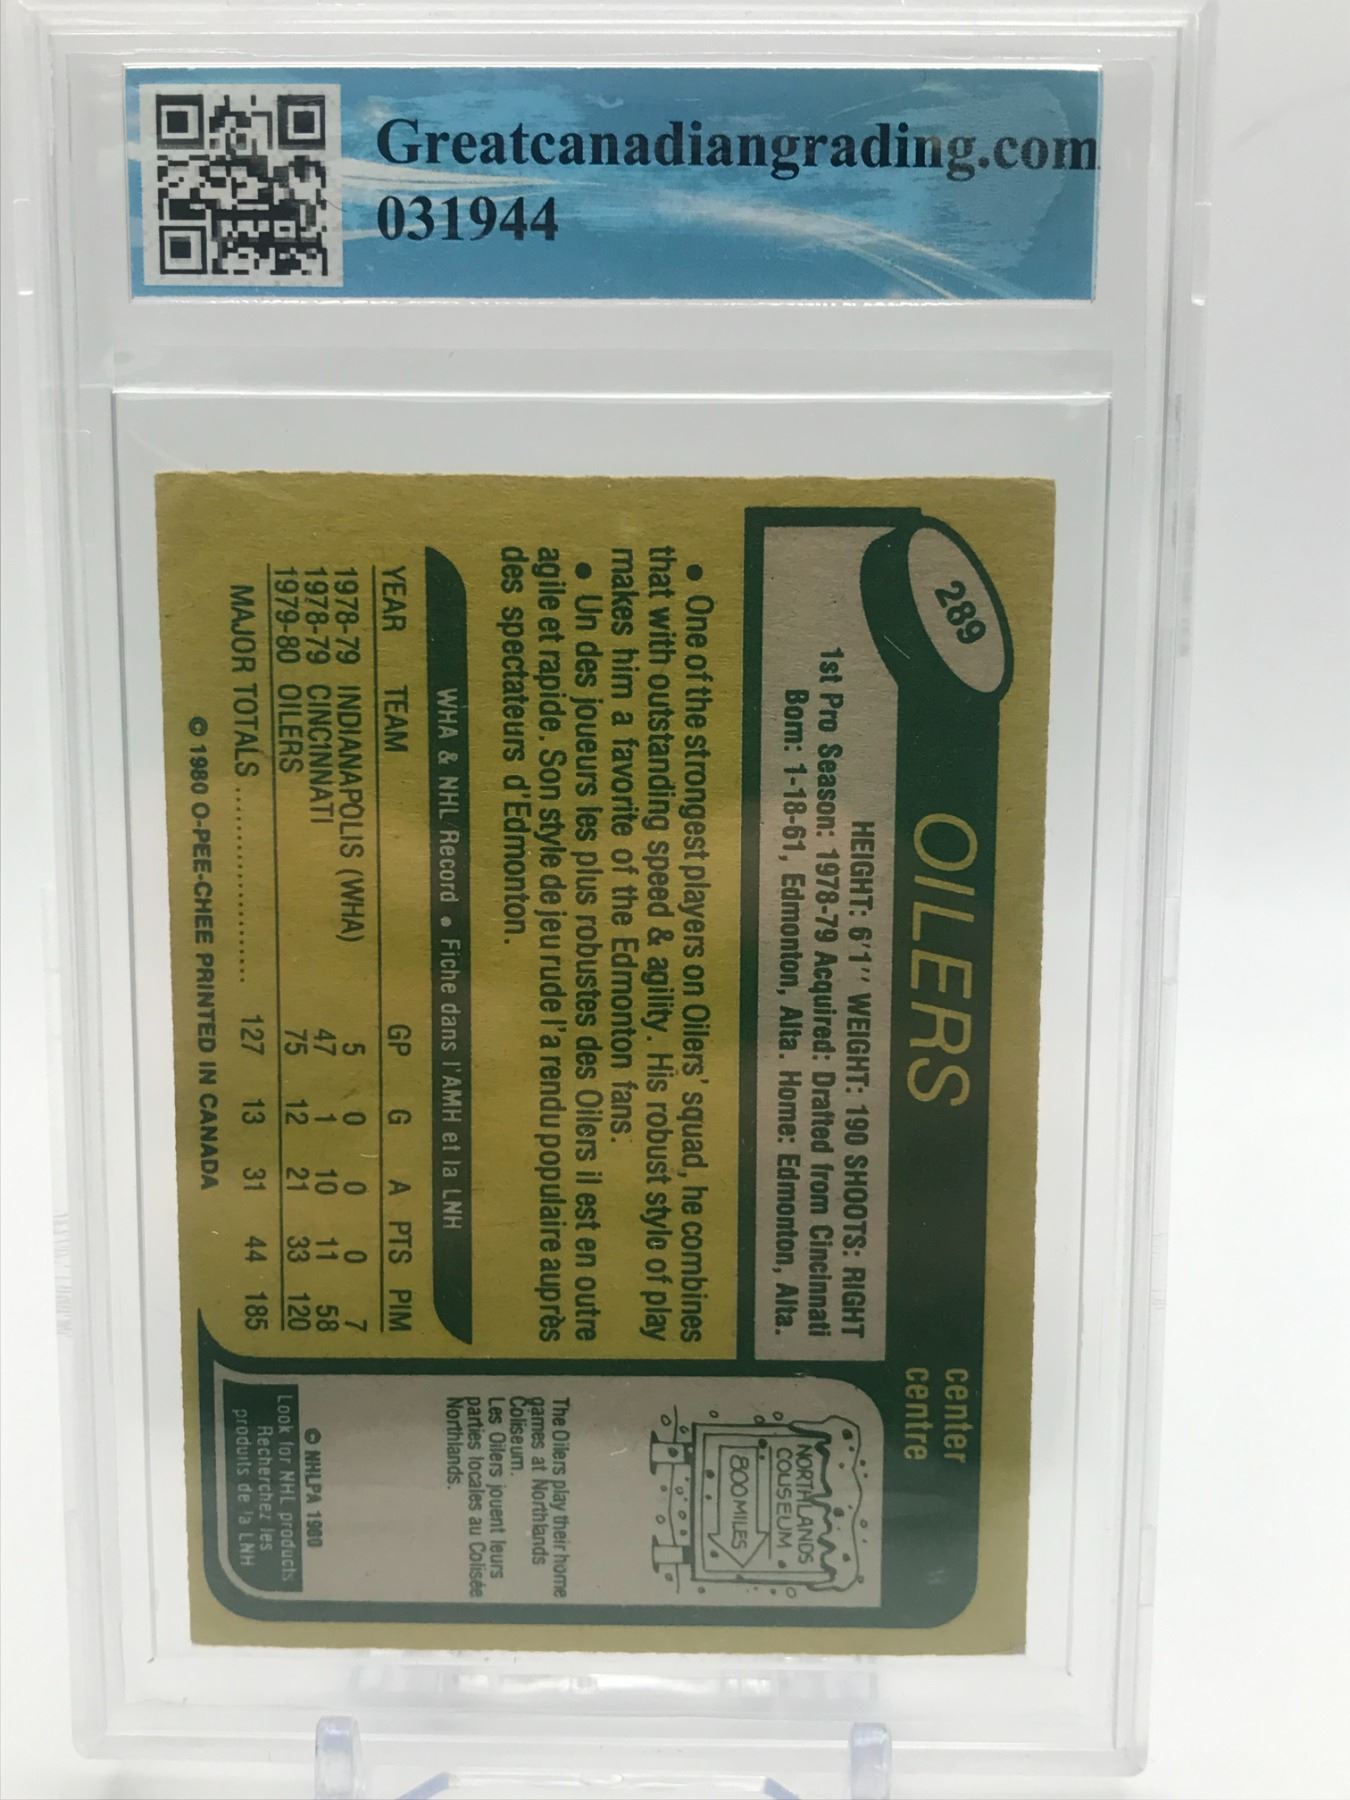 Greatcanadiangrading.com
031944
289
OILERS
center
centre
HEIGHT: 6'1" WEIGHT: 190 SHOOTS: RIGHT
1st Pro Season: 1978-79 Acquired: Drafted from Cincinnati
Born: 1-18-61, Edmonton, Alta. Home: Edmonton, Alta.
• One of the strongest players on Oilers' squad, he combines
that with outstanding speed & agility. His robust style of play
makes him a favorite of the Edmonton fans.
• Un des joueurs les plus robustes des Oilers il est en outre
agile et rapide. Son style de jeu rude l'a rendu populaire auprès
des spectateurs d'Edmonton.
WHA & NHL Record • Fiche dans l'AMH et la LNH
YEAR TEAM GP G A PTS PIM
1978-79 INDIANAPOLIS (WHA) 5 0 0 0 7
1978-79 CINCINNATI 47 1 10 11 58
1979-80 OILERS 75 12 21 33 120
MAJOR TOTALS ................... 127 13 31 44 185
© 1980 O-PEE-CHEE PRINTED IN CANADA
NORTHLANDS
COLISEUM
800 MILES
The Oilers play their home
games at Northlands
Coliseum.
Les Oilers jouent leurs
parties locales au Colisée
Northlands.
© NHLPA 1980
Look for NHL products
Recherchez les
produits de la LNH